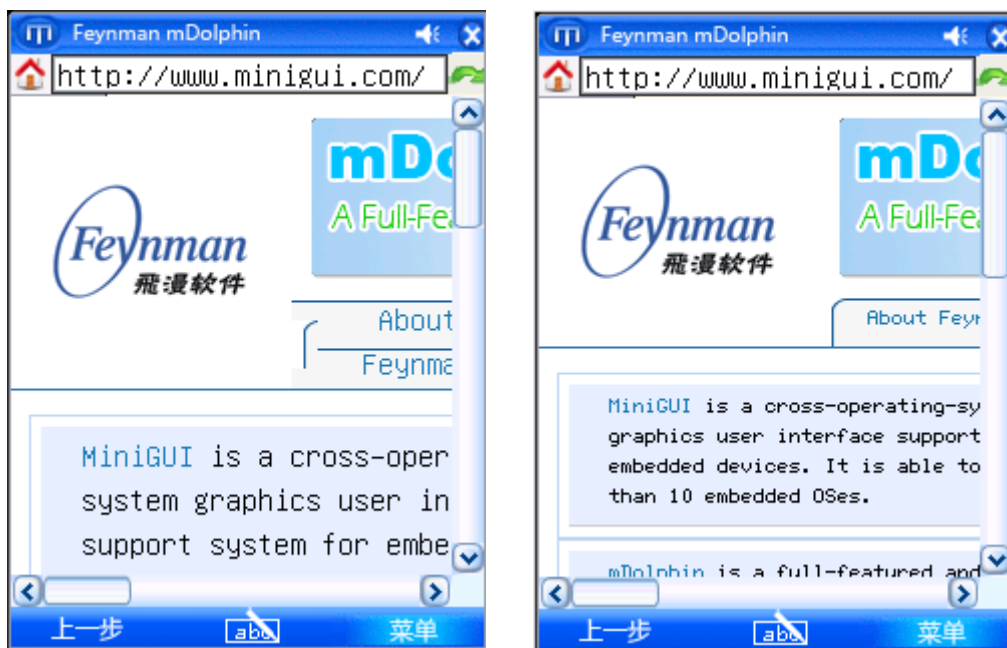 Feynman mDolphin
http://www.minigui.com/
mDo
A Full-Fea
Feynman
飛漫软件
About
Feynma
MiniGUI is a cross-oper
system graphics user in
support system for embe
上一步
abc
菜单
Feynman mDolphin
http://www.minigui.com/
mDo
A Full-Fea
Feynman
飛漫软件
About Feyn
MiniGUI is a cross-operating-sy
graphics user interface support
embedded devices. It is able to
than 10 embedded OSes.
mDolphin is a full-featured and
上一步
abc
菜单